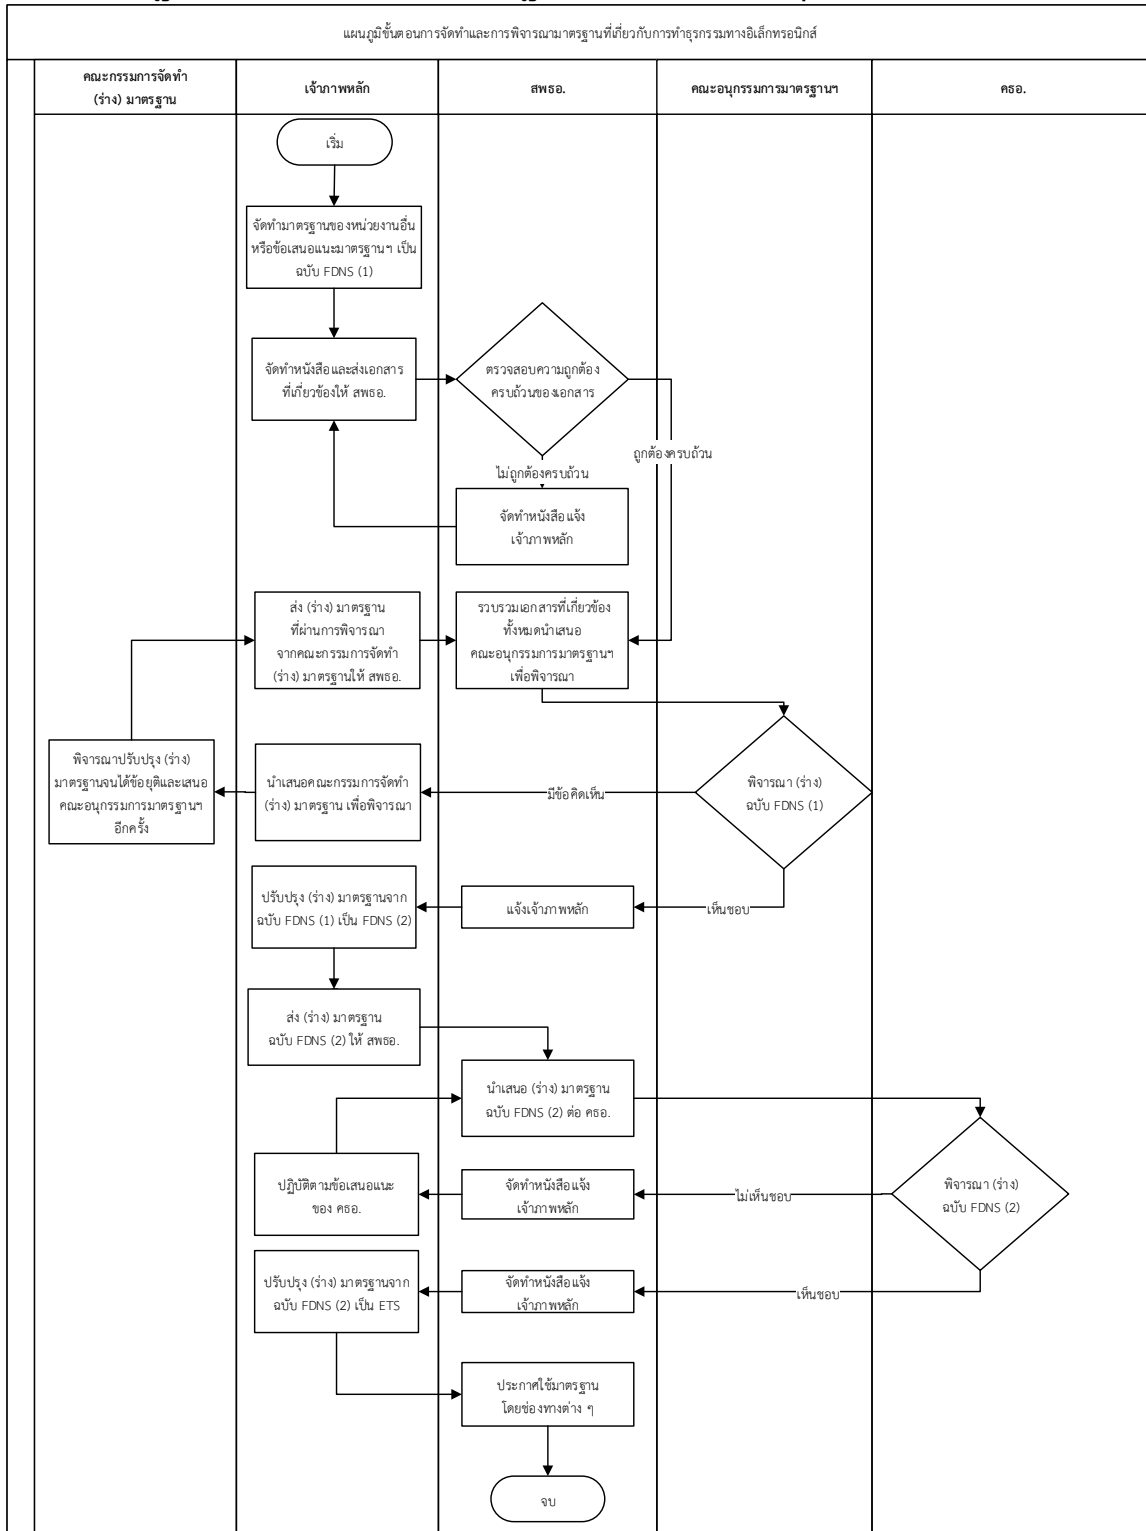 แผนภูมิขั้นตอนการจัดทำและการพิจารณามาตรฐานที่เกี่ยวกับการทำธุรกรรมทางอิเล็กทรอนิกส์
คณะกรรมการจัดทำ
(ร่าง) มาตรฐาน
เจ้าภาพหลัก
สพธอ.
คณะอนุกรรมการมาตรฐานฯ
คธอ.
เริ่ม
จัดทำมาตรฐานของหน่วยงานอื่น
หรือข้อเสนอแนะมาตรฐานฯ เป็น
ฉบับ FDNS (1)
จัดทำหนังสือและส่งเอกสาร
ที่เกี่ยวข้องให้ สพธอ.
ตรวจสอบความถูกต้อง
ครบถ้วนของเอกสาร
ถูกต้องครบถ้วน
ไม่ถูกต้องครบถ้วน
จัดทำหนังสือแจ้ง
เจ้าภาพหลัก
ส่ง (ร่าง) มาตรฐาน
ที่ผ่านการพิจารณา
จากคณะกรรมการจัดทำ
(ร่าง) มาตรฐานให้ สพธอ.
รวบรวมเอกสารที่เกี่ยวข้อง
ทั้งหมดนำเสนอ
คณะอนุกรรมการมาตรฐานฯ
เพื่อพิจารณา
พิจารณาปรับปรุง (ร่าง)
มาตรฐานจนได้ข้อยุติและเสนอ
คณะอนุกรรมการมาตรฐานฯ
อีกครั้ง
นำเสนอคณะกรรมการจัดทำ
(ร่าง) มาตรฐาน เพื่อพิจารณา
มีข้อคิดเห็น
พิจารณา (ร่าง)
ฉบับ FDNS (1)
ปรับปรุง (ร่าง) มาตรฐานจาก
ฉบับ FDNS (1) เป็น FDNS (2)
แจ้งเจ้าภาพหลัก
เห็นชอบ
ส่ง (ร่าง) มาตรฐาน
ฉบับ FDNS (2) ให้ สพธอ.
นำเสนอ (ร่าง) มาตรฐาน
ฉบับ FDNS (2) ต่อ คธอ.
ปฏิบัติตามข้อเสนอแนะ
ของ คธอ.
จัดทำหนังสือแจ้ง
เจ้าภาพหลัก
ไม่เห็นชอบ
พิจารณา (ร่าง)
ฉบับ FDNS (2)
ปรับปรุง (ร่าง) มาตรฐานจาก
ฉบับ FDNS (2) เป็น ETS
จัดทำหนังสือแจ้ง
เจ้าภาพหลัก
เห็นชอบ
ประกาศใช้มาตรฐาน
โดยช่องทางต่าง ๆ
จบ